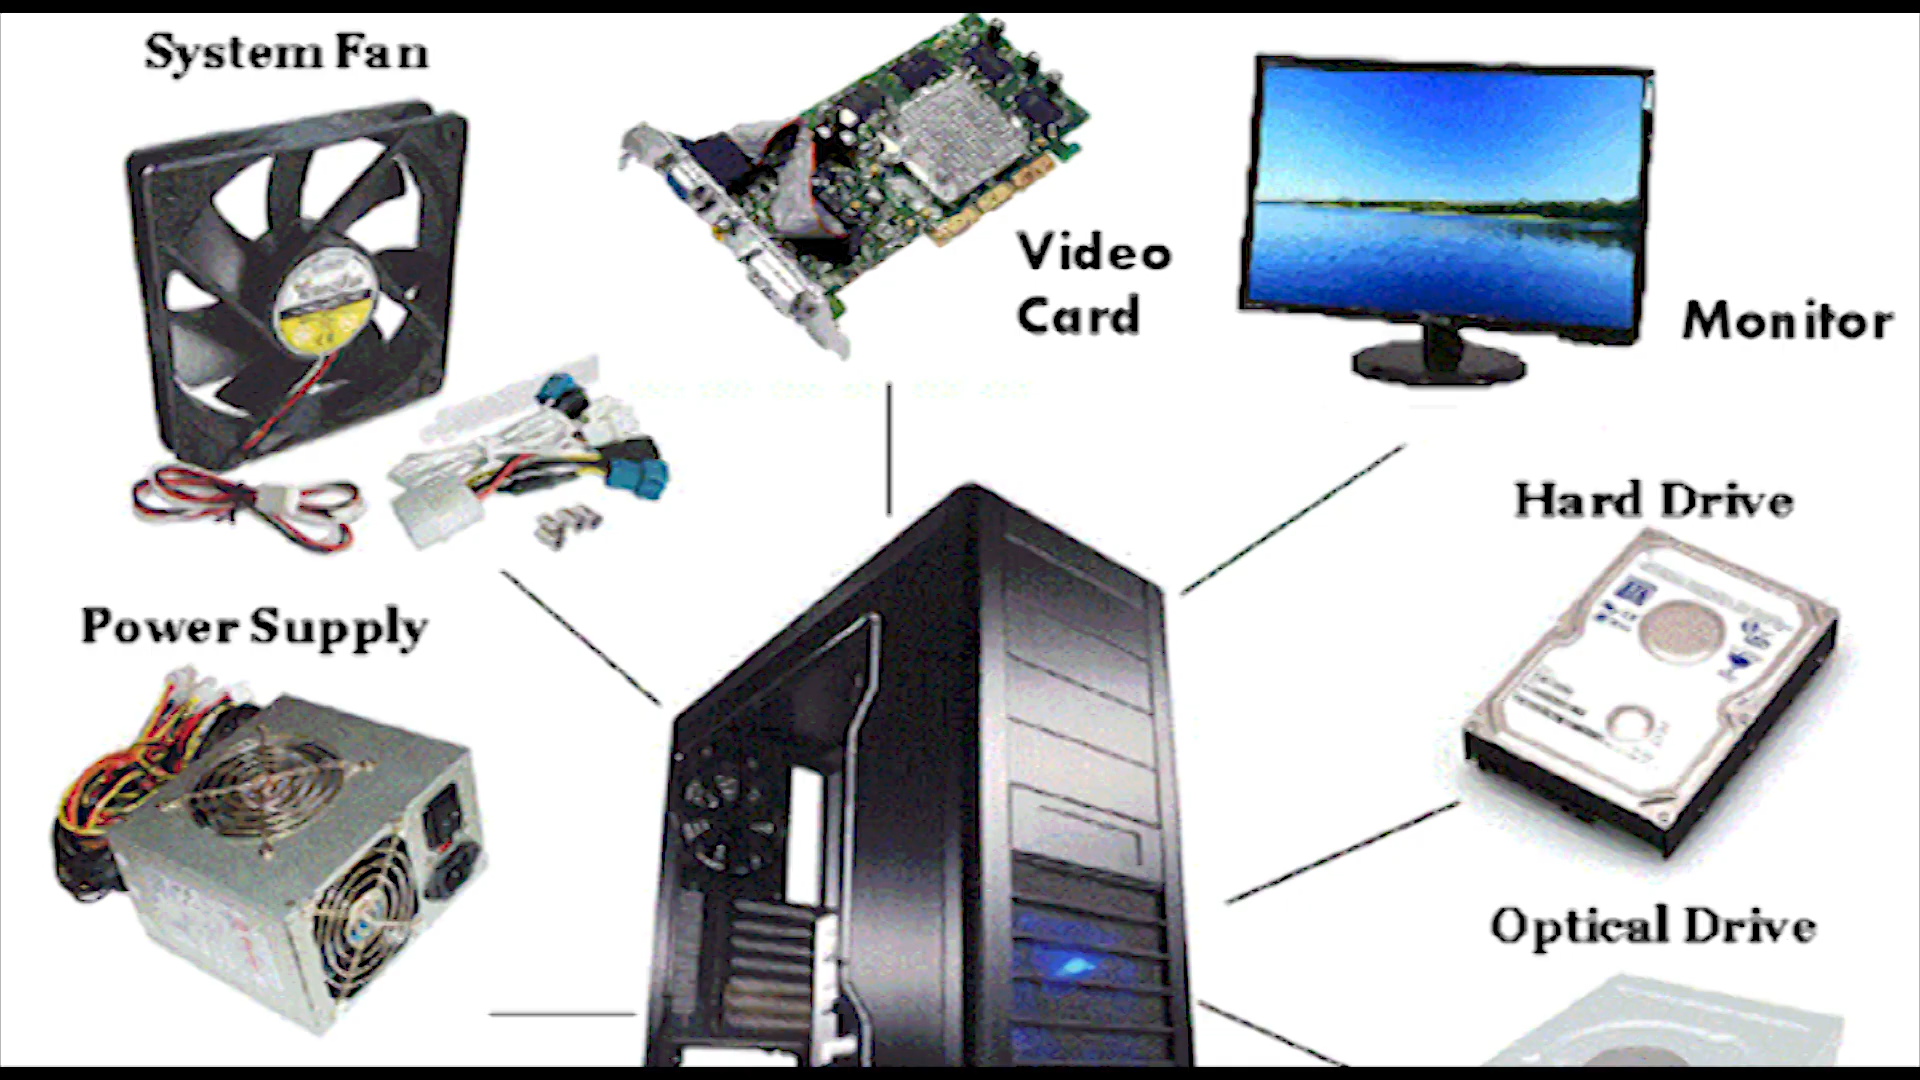 System Fan
Video
Card
Monitor
Hard Drive
Power Supply
Optical Drive